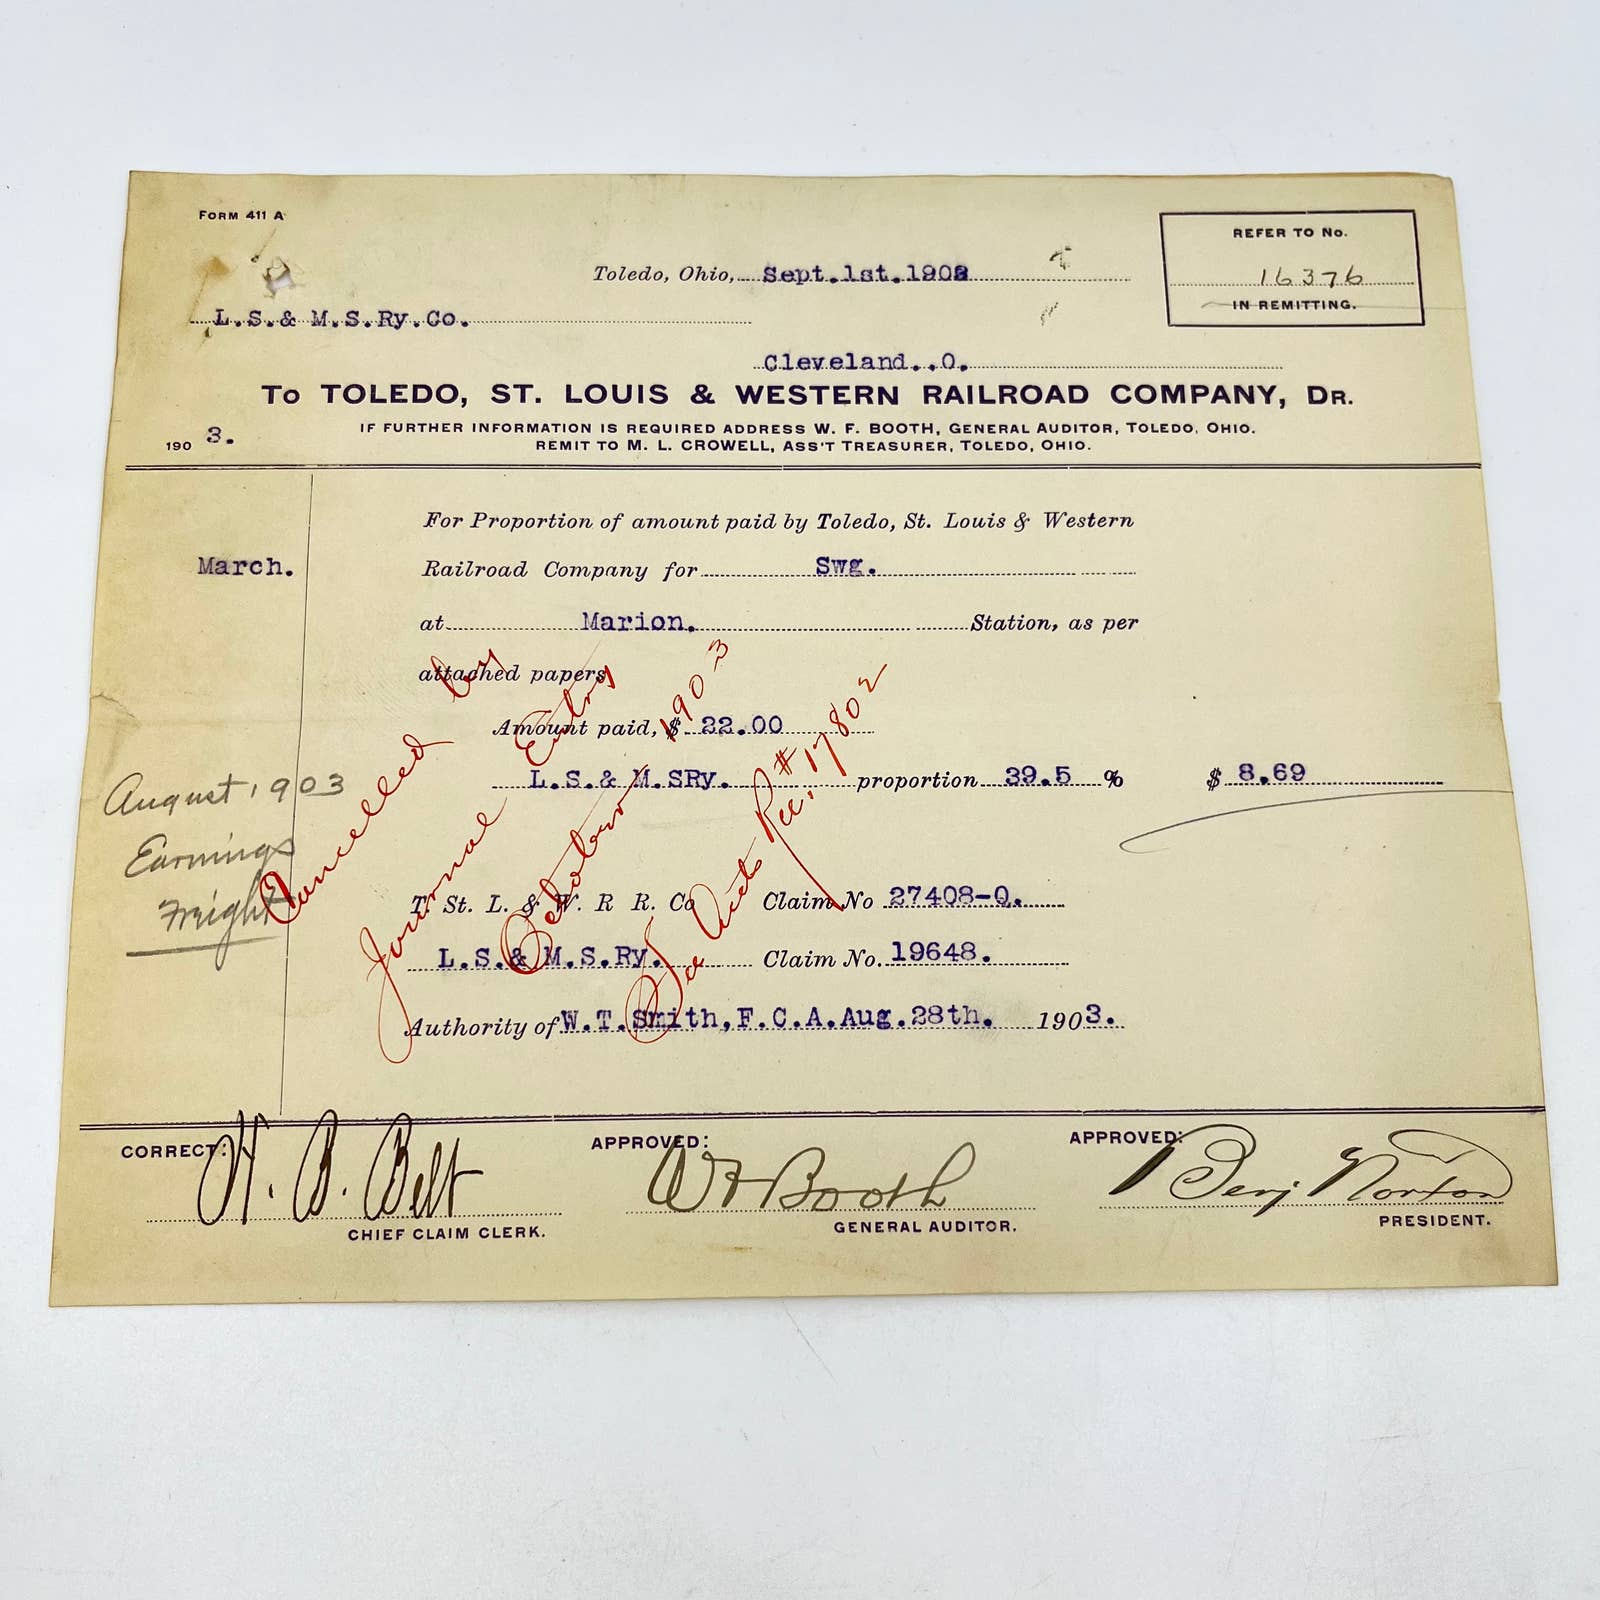 FORM 411 A
REFER TO No.
16376
IN REMITTING.
Toledo, Ohio, Sept.1st.1903
L.S.& M.S.Ry.Co.
Cleveland..O.
To TOLEDO, ST. LOUIS & WESTERN RAILROAD COMPANY, DR.
IF FURTHER INFORMATION IS REQUIRED ADDRESS W. F. BOOTH, GENERAL AUDITOR, TOLEDO, OHIO.
190 3.
REMIT TO M. L. CROWELL, ASS'T TREASURER, TOLEDO, OHIO.
For Proportion of amount paid by Toledo, St. Louis & Western
March.
Railroad Company for Swg.
at Marion. Station, as per
attached papers
Amount paid, $ 22.00
L.S.& M.SRy. proportion 39.5 % $ 8.69
August, 1903
Earnings
Freight
Cancelled by
Journal Entry
October 1903
See Auds Rec. # 17802
T. St. L. & W. R R. Co Claim No 27408-O.
L.S.& M.S.Ry. Claim No. 19648.
Authority of W.T.Smith,F.C.A.Aug.28th. 1903.
CORRECT: H. B. Belt
CHIEF CLAIM CLERK.
APPROVED: W F Booth
GENERAL AUDITOR.
APPROVED: Benj Norton
PRESIDENT.